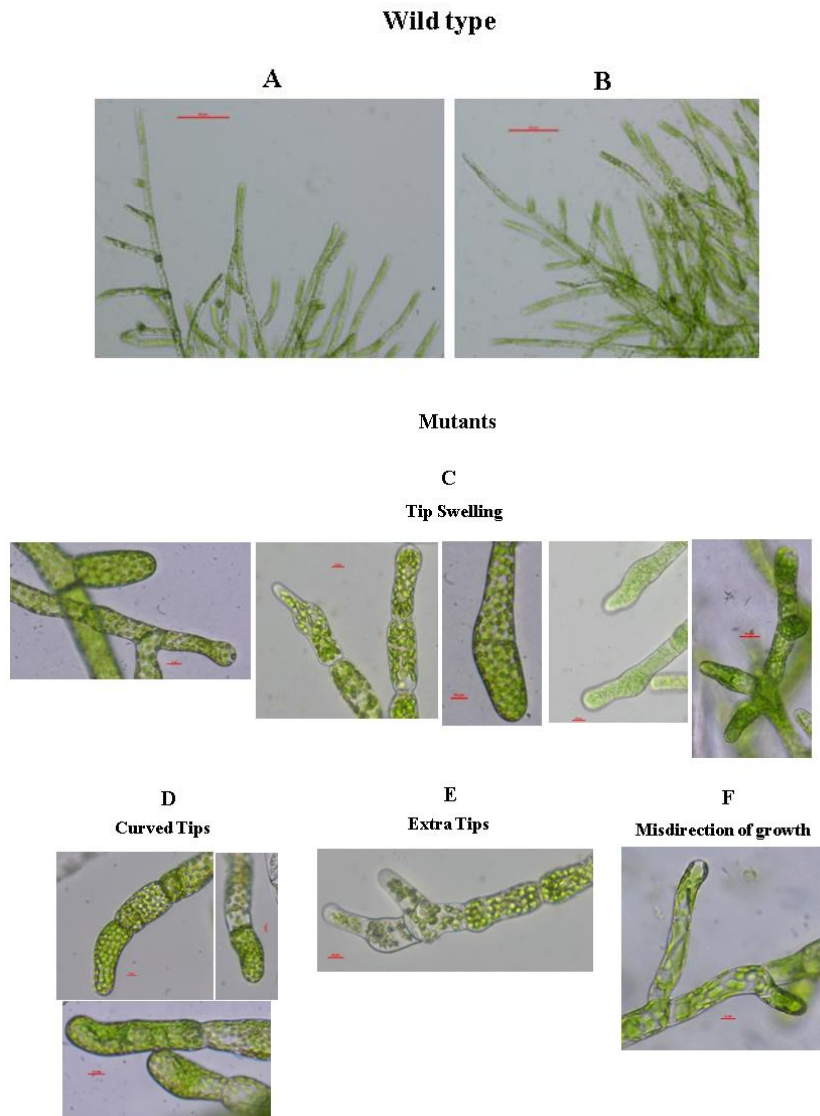 Wild type
A
B
Mutants
C
Tip Swelling
D
Curved Tips
E
Extra Tips
F
Misdirection of growth